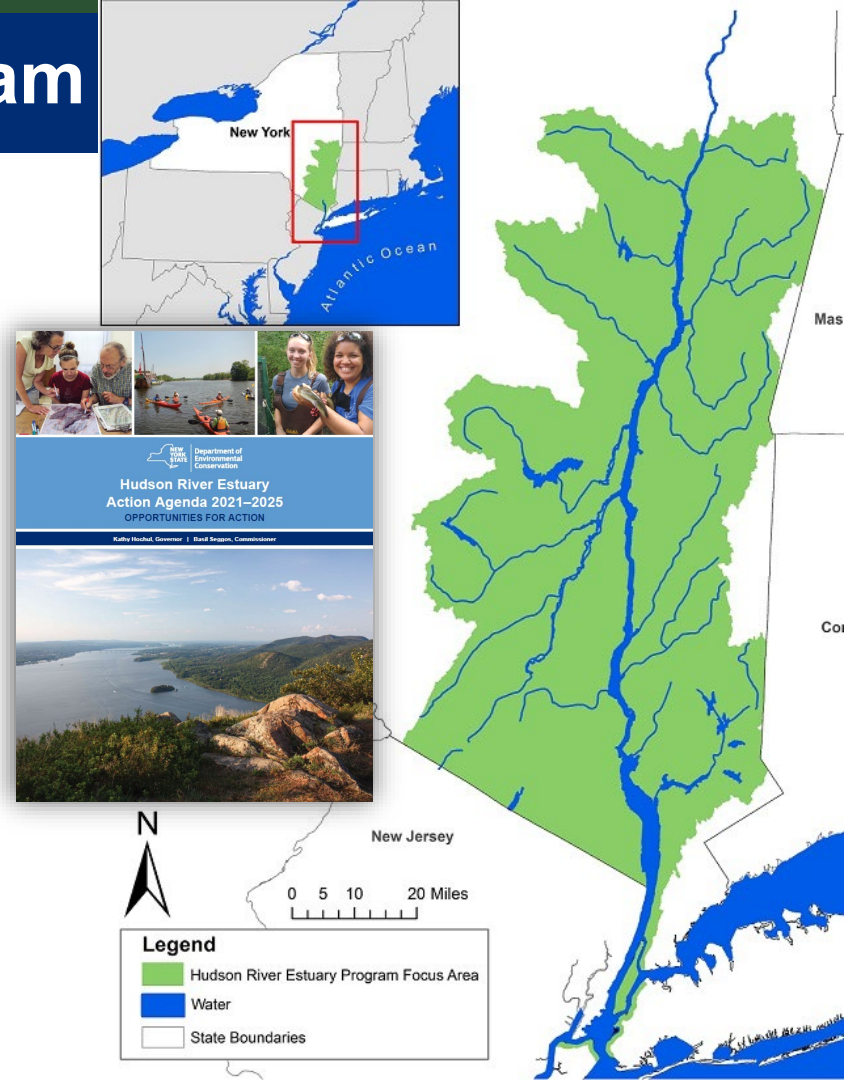 am
New York
Atlantic Ocean
Mas
NEW
YORK
STATE
Department of
Environmental
Conservation
Hudson River Estuary
Action Agenda 2021–2025
OPPORTUNITIES FOR ACTION
Kathy Hochul, Governor | Basil Seggos, Commissioner
Con
N
New Jersey
0 5 10 20 Miles
Legend
Hudson River Estuary Program Focus Area
Water
State Boundaries